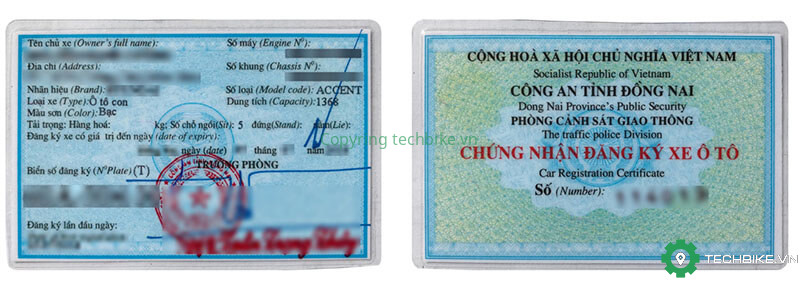 Tên chủ xe (Owner's full name):
Địa chỉ (Address):
Nhãn hiệu (Brand):
Loại xe (Type): Ô tô con
Màu sơn (Color): Bạc
Số máy (Engine Nº):
Số khung (Chassis Nº):
Số loại (Model code): ACCENT
Dung tích (Capacity): 1368
Tải trọng: Hàng hoá: kg; Số chỗ ngồi(Sit): 5 đứng(Stand): nằm(Lie):
Đăng ký xe có giá trị đến ngày (date of expiry):
ngày (date) tháng năm
TRƯỞNG PHÒNG
Biển số đăng ký (Nº Plate) (T)
Đăng ký lần đầu ngày:
Copyring techbike.vn
CỘNG HOÀ XÃ HỘI CHỦ NGHĨA VIỆT NAM
Socialist Republic of Vietnam
CÔNG AN TỈNH ĐỒNG NAI
Dong Nai Province's Public Security
PHÒNG CẢNH SÁT GIAO THÔNG
The traffic police Division
CHỨNG NHẬN ĐĂNG KÝ XE Ô TÔ
Car Registration Certificate
Số (Number):
TECHBIKE.VN